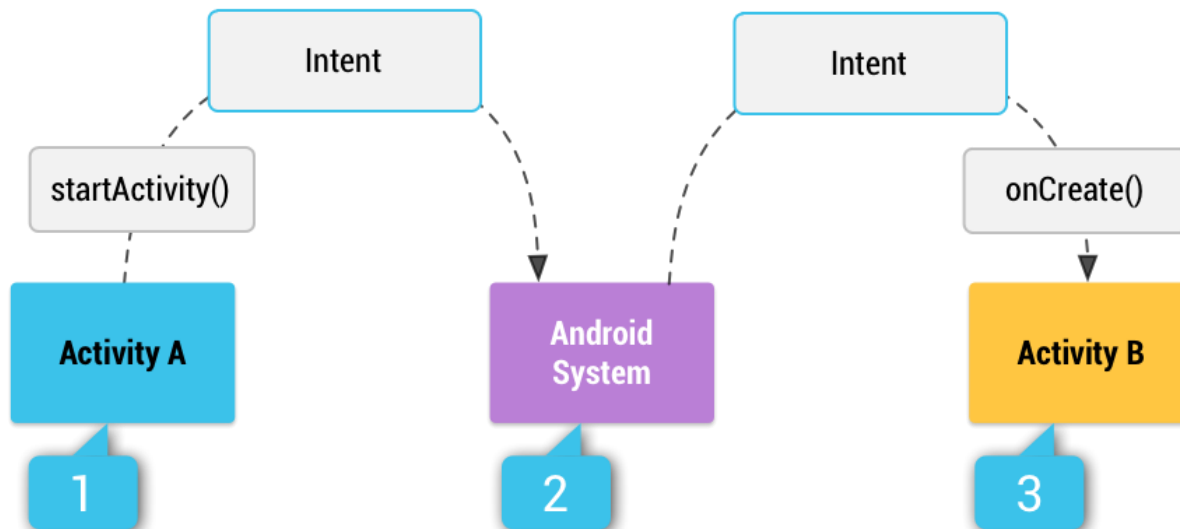 Intent
Intent
startActivity()
onCreate()
Activity A
Android
System
Activity B
1
2
3